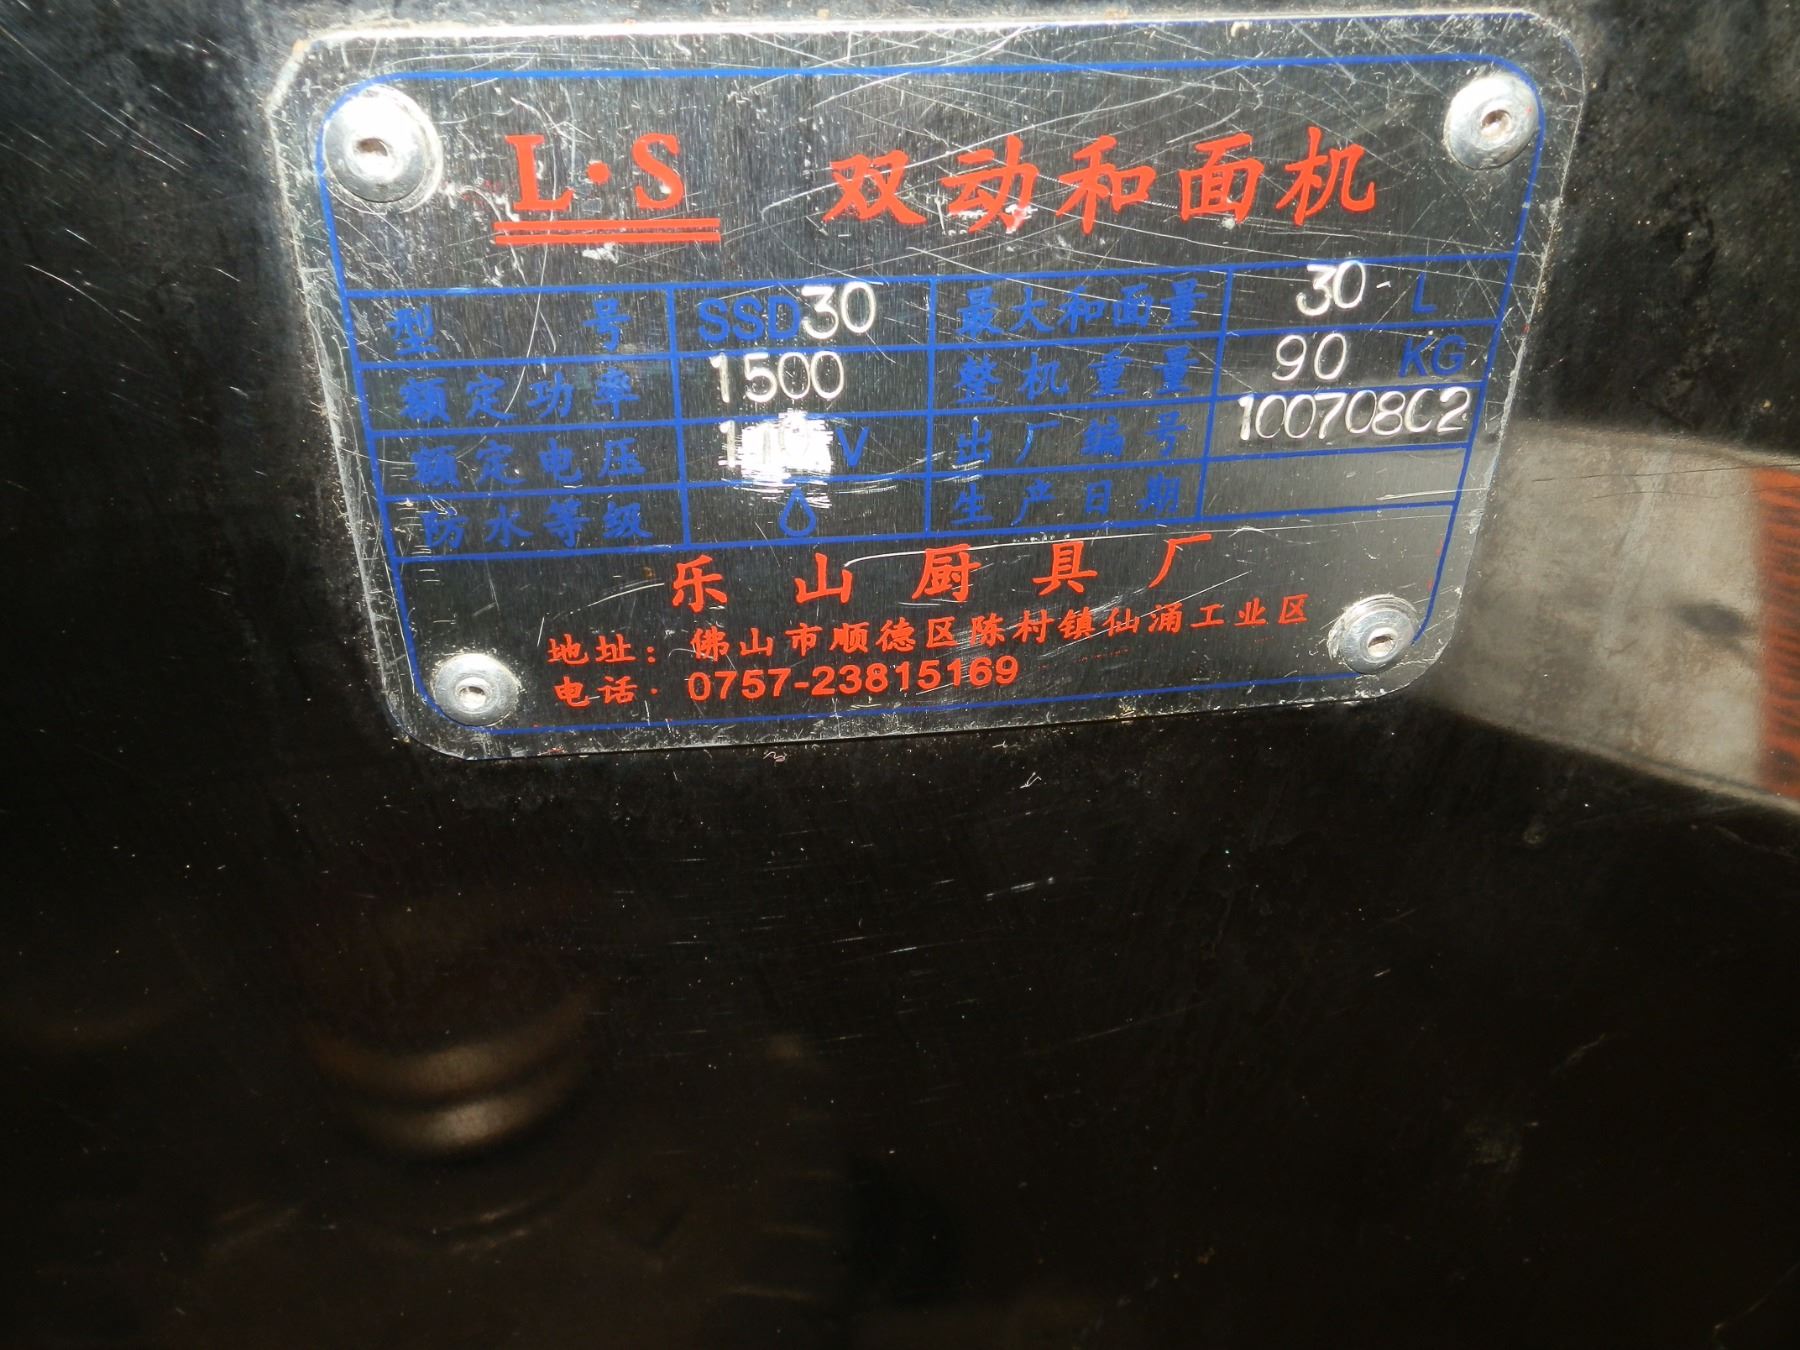 L·S 双动和面机
型 号 SSD30 最大和面量 30 L
额定功率 1500 整机重量 90 KG
额定电压 110 V 出厂编号 100708C2
防水等级 生产日期
乐山厨具厂
地址：佛山市顺德区陈村镇仙涌工业区
电话：0757-23815169